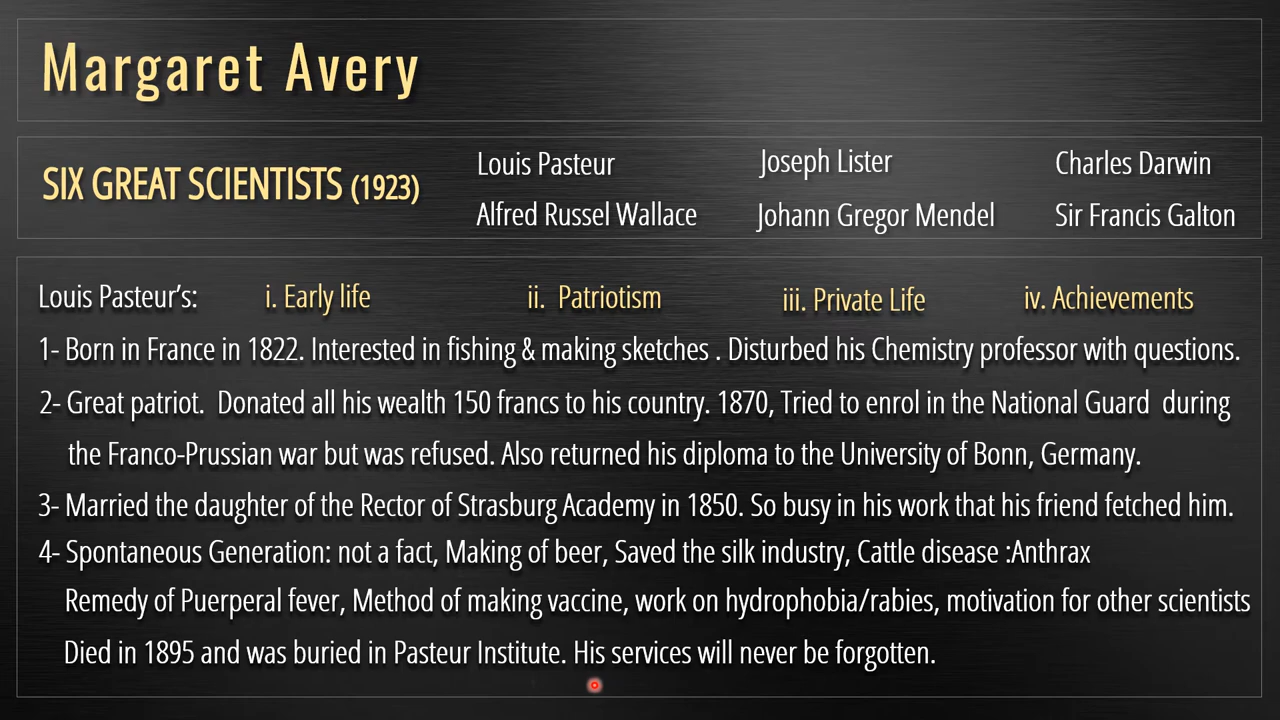 Margaret Avery
SIX GREAT SCIENTISTS (1923)
Louis Pasteur
Joseph Lister
Charles Darwin
Alfred Russel Wallace
Johann Gregor Mendel
Sir Francis Galton
Louis Pasteur’s: i. Early life ii. Patriotism iii. Private Life iv. Achievements
1- Born in France in 1822. Interested in fishing & making sketches . Disturbed his Chemistry professor with questions.
2- Great patriot. Donated all his wealth 150 francs to his country. 1870, Tried to enrol in the National Guard during
the Franco-Prussian war but was refused. Also returned his diploma to the University of Bonn, Germany.
3- Married the daughter of the Rector of Strasburg Academy in 1850. So busy in his work that his friend fetched him.
4- Spontaneous Generation: not a fact, Making of beer, Saved the silk industry, Cattle disease :Anthrax
Remedy of Puerperal fever, Method of making vaccine, work on hydrophobia/rabies, motivation for other scientists
Died in 1895 and was buried in Pasteur Institute. His services will never be forgotten.